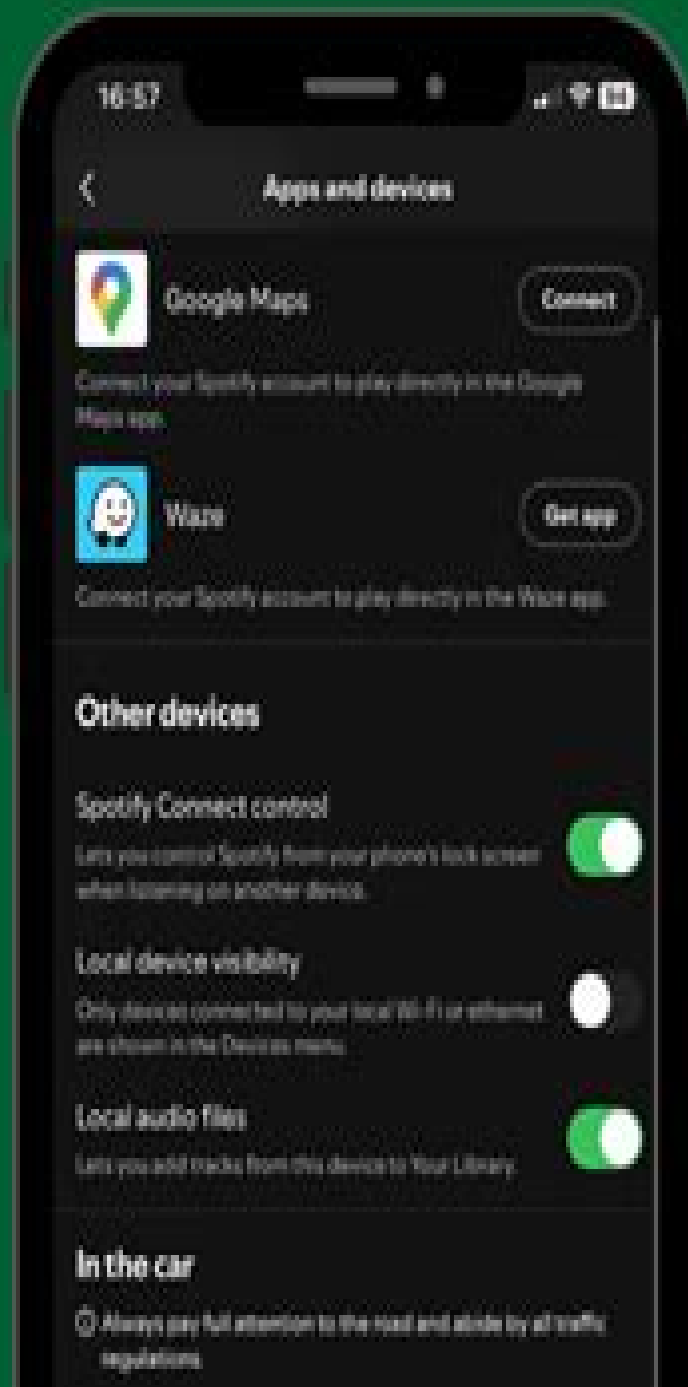 16:57
Apps and devices
Google Maps
Connect
Connect your Spotify account to play directly in the Google
Maps app.
Waze
Get app
Connect your Spotify account to play directly in the Waze app.
Other devices
Spotify Connect control
Lets you control Spotify from your phone's lock screen
when listening on another device.
Local device visibility
Only devices connected to your local Wi-Fi or ethernet
are shown in the Devices menu.
Local audio files
Lets you add tracks from this device to Your Library.
In the car
Always pay full attention to the road and abide by all traffic
regulations